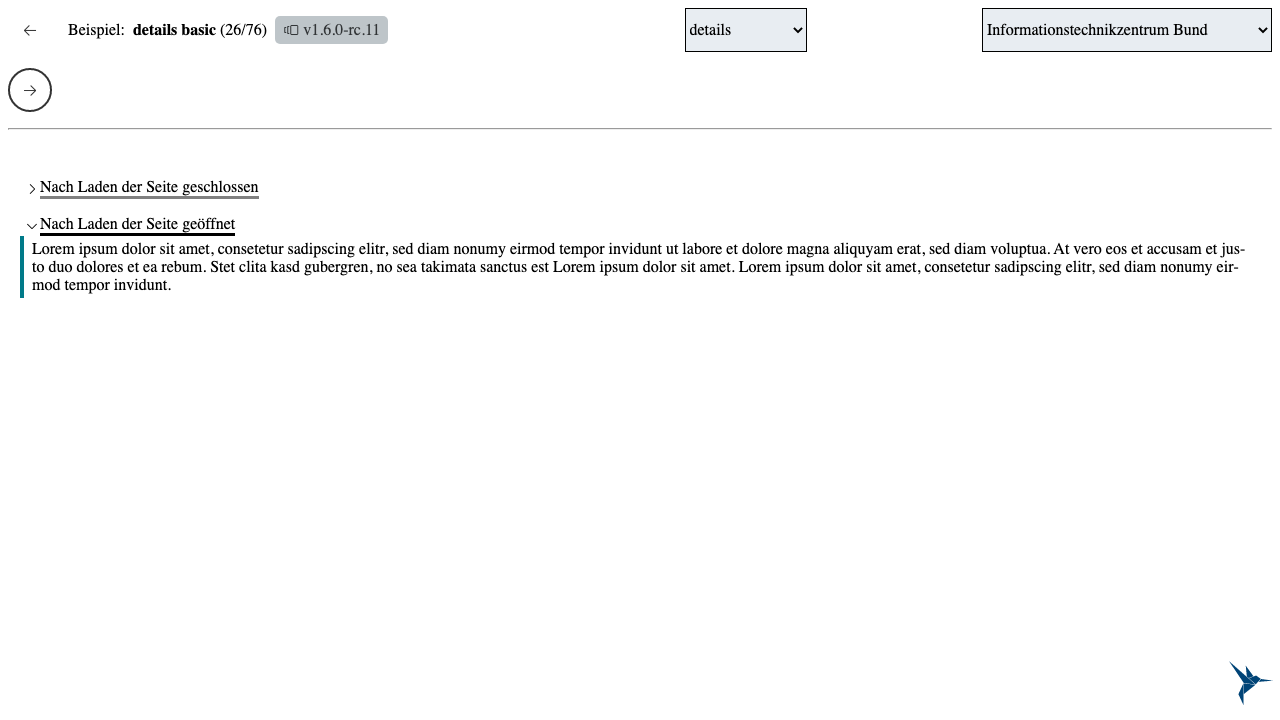 Beispiel: details basic (26/76) v1.6.0-rc.11 details Informationstechnikzentrum Bund
Nach Laden der Seite geschlossen
Nach Laden der Seite geöffnet
Lorem ipsum dolor sit amet, consetetur sadipscing elitr, sed diam nonumy eirmod tempor invidunt ut labore et dolore magna aliquyam erat, sed diam voluptua. At vero eos et accusam et jus-
to duo dolores et ea rebum. Stet clita kasd gubergren, no sea takimata sanctus est Lorem ipsum dolor sit amet. Lorem ipsum dolor sit amet, consetetur sadipscing elitr, sed diam nonumy eir-
mod tempor invidunt.